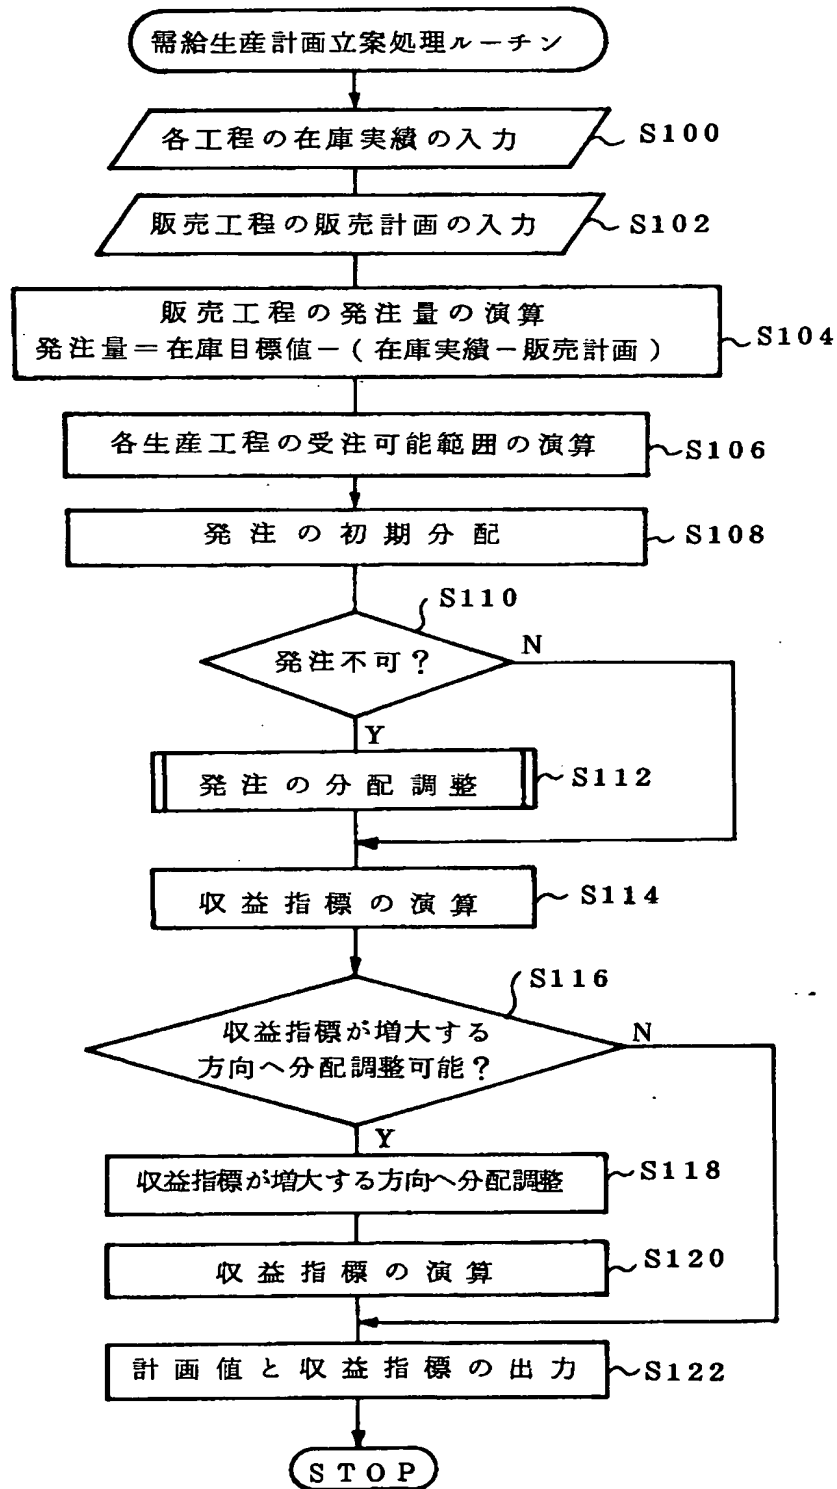 需給生産計画立案処理ルーチン
各工程の在庫実績の入力
S100
販売工程の販売計画の入力
S102
販売工程の発注量の演算
発注量=在庫目標値-(在庫実績-販売計画)
S104
各生産工程の受注可能範囲の演算
S106
発注の初期分配
S108
S110
発注不可?
N
Y
発注の分配調整
S112
収益指標の演算
S114
S116
収益指標が増大する
方向へ分配調整可能?
N
Y
収益指標が増大する方向へ分配調整
S118
収益指標の演算
S120
計画値と収益指標の出力
S122
STOP